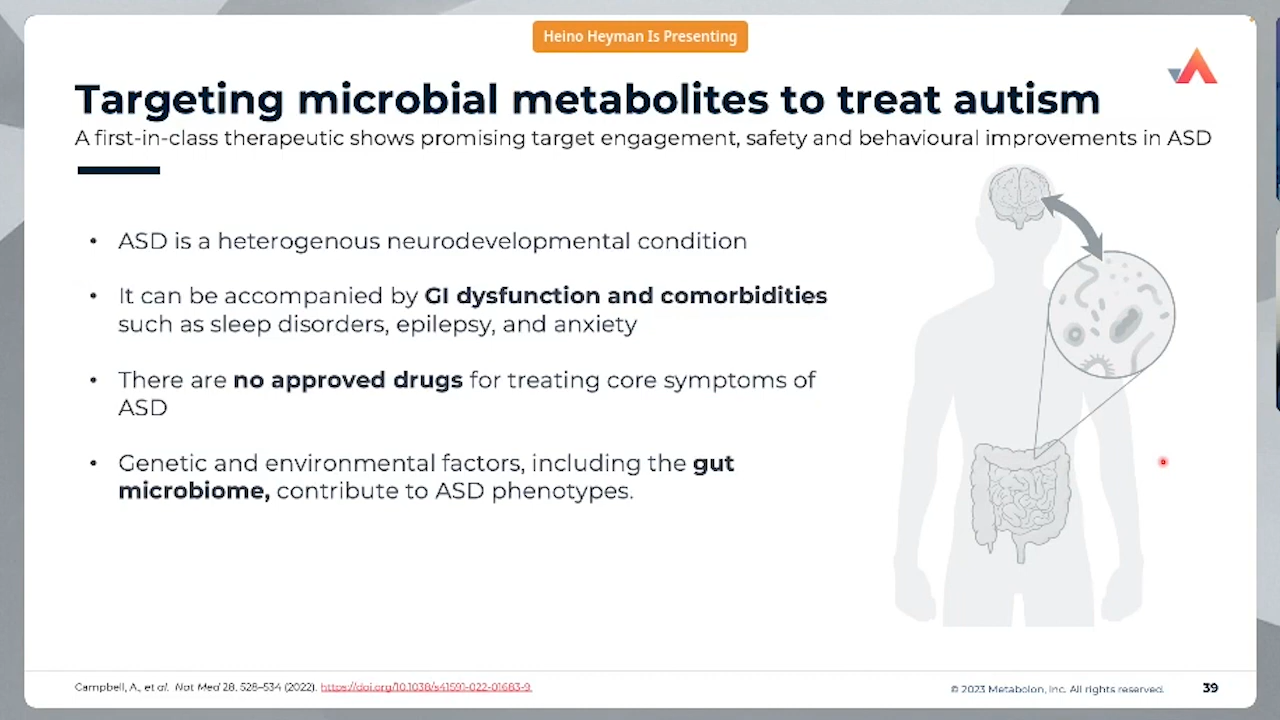 Heino Heyman Is Presenting
Targeting microbial metabolites to treat autism
A first-in-class therapeutic shows promising target engagement, safety and behavioural improvements in ASD
• ASD is a heterogenous neurodevelopmental condition
• It can be accompanied by GI dysfunction and comorbidities
such as sleep disorders, epilepsy, and anxiety
• There are no approved drugs for treating core symptoms of
ASD
• Genetic and environmental factors, including the gut
microbiome, contribute to ASD phenotypes.
Campbell, A., et al. Nat Med 28, 528–534 (2022). https://doi.org/10.1038/s41591-022-01683-9.
© 2023 Metabolon, Inc. All rights reserved.
39